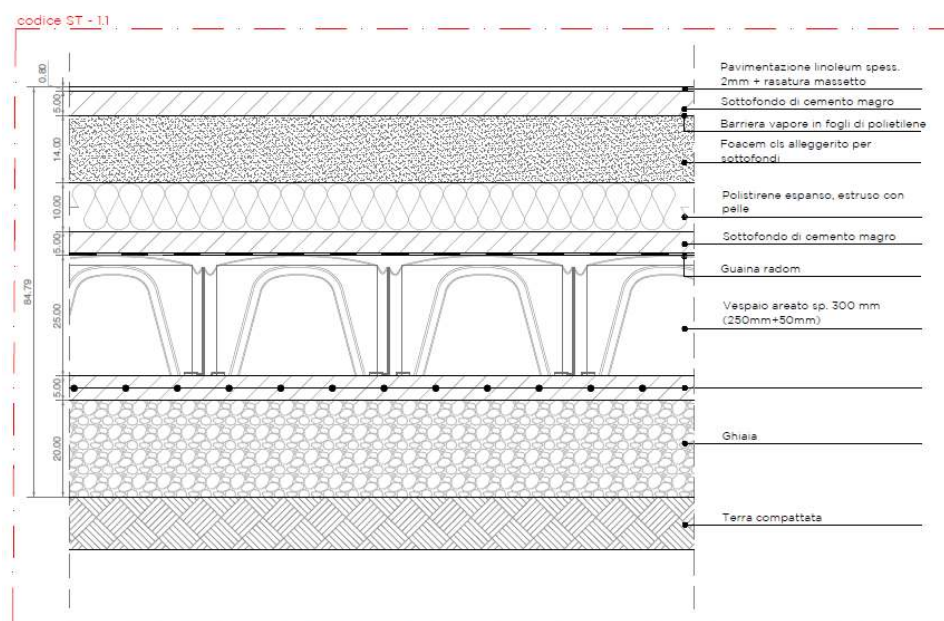 codice ST - 1.1
0.80
5.00
14.00
10.00
5.00
84.79
25.00
5.00
20.00
Pavimentazione linoleum spess.
2mm + rasatura massetto
Sottofondo di cemento magro
Barriera vapore in fogli di polietilene
Foacem cls alleggerito per
sottofondi
Polistirene espanso, estruso con
pelle
Sottofondo di cemento magro
Guaina radom
Vespaio areato sp. 300 mm
(250mm+50mm)
Ghiaia
Terra compattata